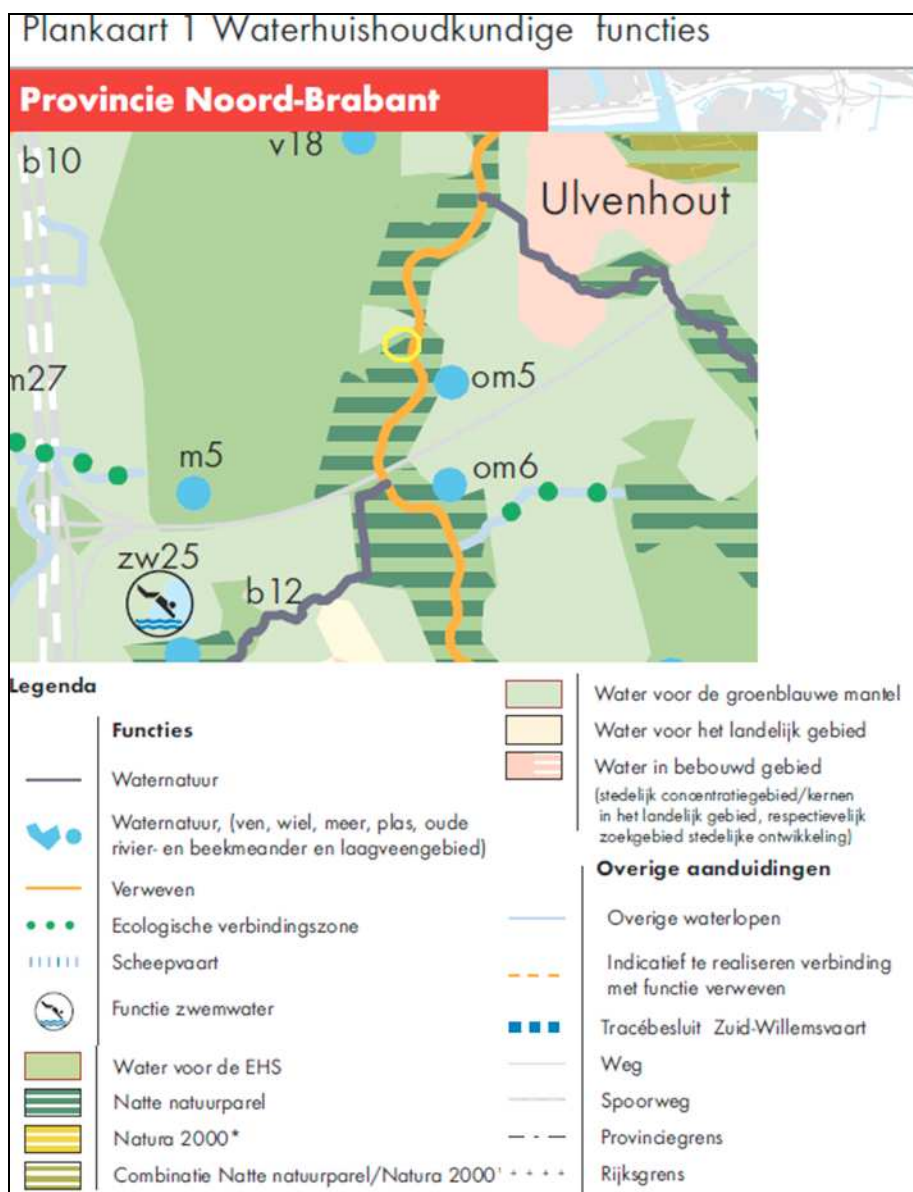 Plankaart 1 Waterhuishoudkundige functies
Provincie Noord-Brabant
b10
v18
Ulvenhout
m27
om5
m5
om6
zw25
b12
Legenda
Functies
Waternatuur
Waternatuur, (ven, wiel, meer, plas, oude
rivier- en beekmeander en laagveengebied)
Verweven
Ecologische verbindingszone
Scheepvaart
Functie zwemwater
Water voor de EHS
Natte natuurparel
Natura 2000*
Combinatie Natte natuurparel/Natura 2000*
Water voor de groenblauwe mantel
Water voor het landelijk gebied
Water in bebouwd gebied
(stedelijk concentratiegebied/kernen
in het landelijk gebied, respectievelijk
zoekgebied stedelijke ontwikkeling)
Overige aanduidingen
Overige waterlopen
Indicatief te realiseren verbinding
met functie verweven
Tracébesluit Zuid-Willemsvaart
Weg
Spoorweg
Provinciegrens
Rijksgrens